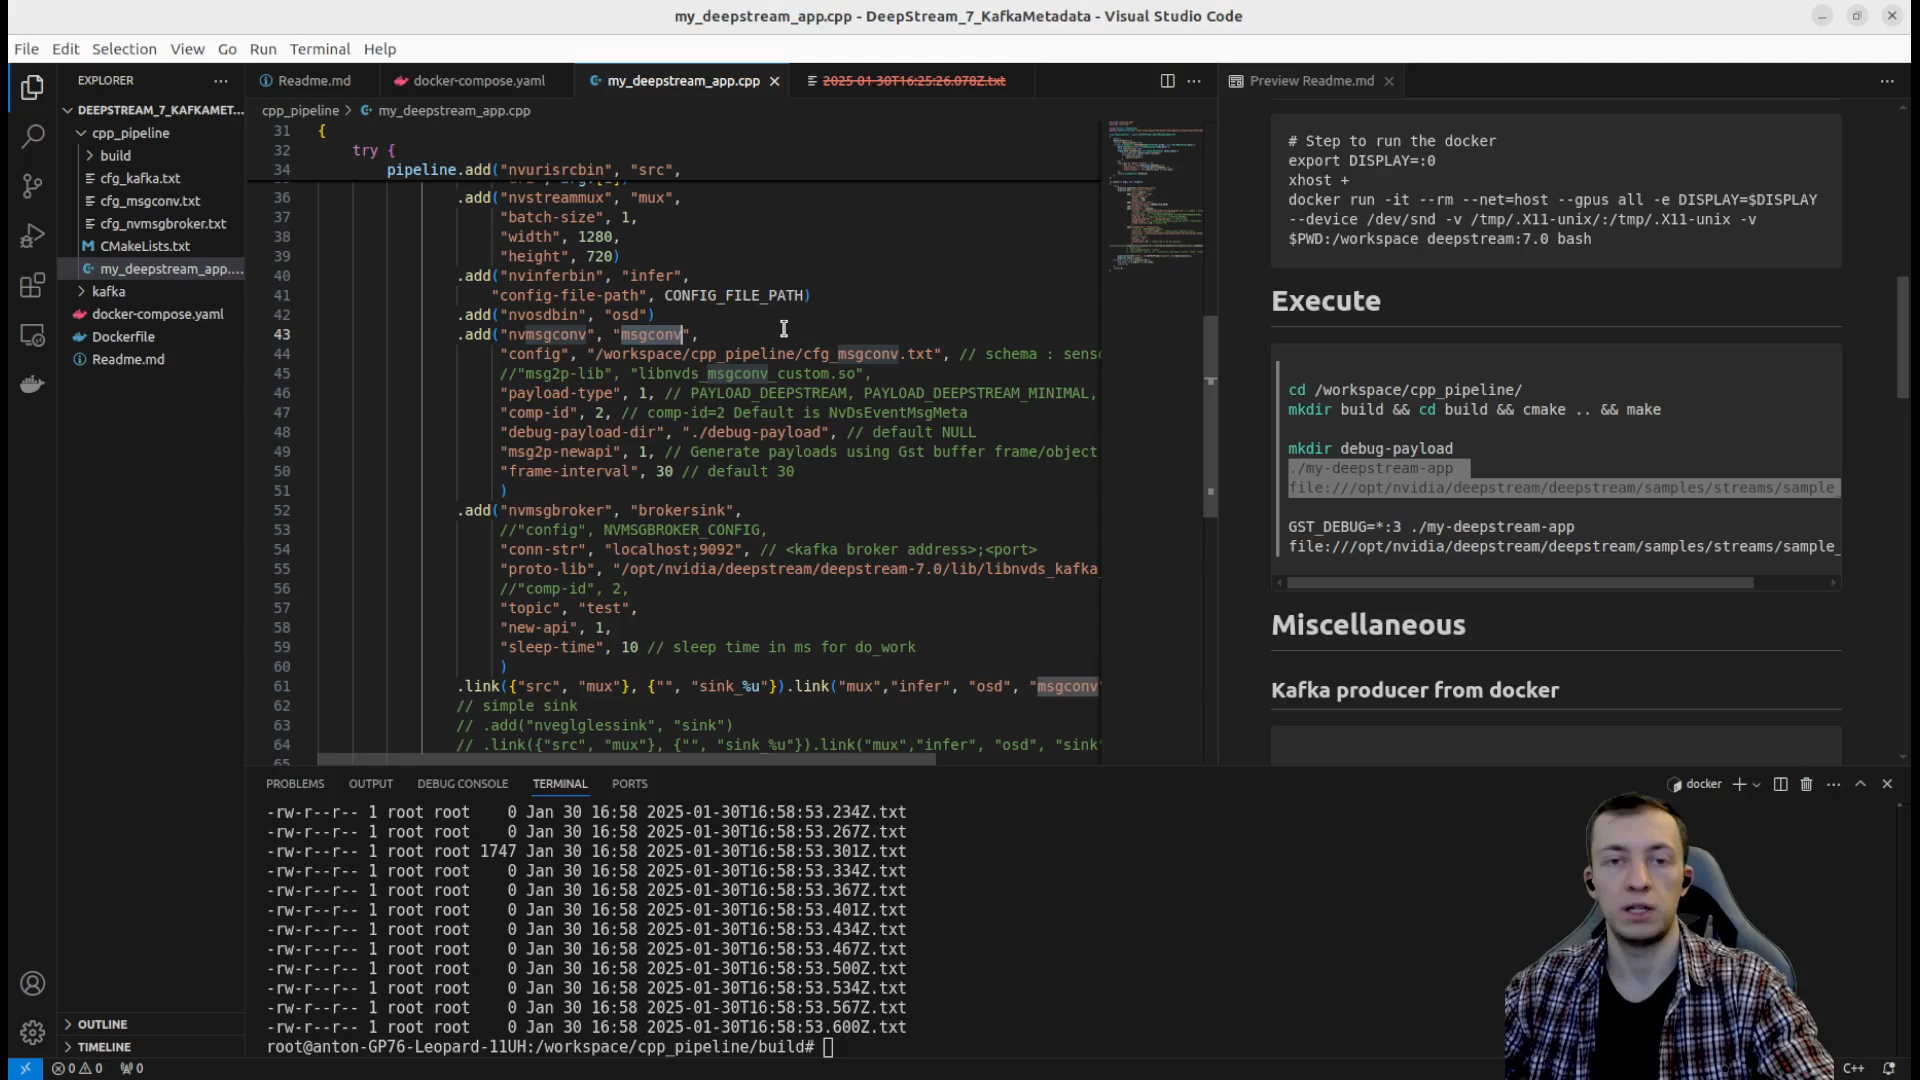 my_deepstream_app.cpp - DeepStream_7_KafkaMetadata - Visual Studio Code
File Edit Selection View Go Run Terminal Help
EXPLORER
DEEPSTREAM_7_KAFKAMET...
cpp_pipeline
build
cfg_kafka.txt
cfg_msgconv.txt
cfg_nvmsgbroker.txt
CMakeLists.txt
my_deepstream_app....
kafka
docker-compose.yaml
Dockerfile
Readme.md
OUTLINE
TIMELINE
Readme.md docker-compose.yaml my_deepstream_app.cpp 2025-01-30T16:25:26.078Z.txt
cpp_pipeline > my_deepstream_app.cpp
31 {
32 try {
34 pipeline.add("nvurisrcbin", "src",
36 .add("nvstreammux", "mux",
37 "batch-size", 1,
38 "width", 1280,
39 "height", 720)
40 .add("nvinferbin", "infer",
41 "config-file-path", CONFIG_FILE_PATH)
42 .add("nvosdbin", "osd")
43 .add("nvmsgconv", "msgconv",
44 "config", "/workspace/cpp_pipeline/cfg_msgconv.txt", // schema : senso
45 //"msg2p-lib", "libnvds_msgconv_custom.so",
46 "payload-type", 1, // PAYLOAD_DEEPSTREAM, PAYLOAD_DEEPSTREAM_MINIMAL,
47 "comp-id", 2, // comp-id=2 Default is NvDsEventMsgMeta
48 "debug-payload-dir", "./debug-payload", // default NULL
49 "msg2p-newapi", 1, // Generate payloads using Gst buffer frame/object
50 "frame-interval", 30 // default 30
51 )
52 .add("nvmsgbroker", "brokersink",
53 //"config", NVMSGBROKER_CONFIG,
54 "conn-str", "localhost;9092", // <kafka broker address>;<port>
55 "proto-lib", "/opt/nvidia/deepstream/deepstream-7.0/lib/libnvds_kafka_
56 //"comp-id", 2,
57 "topic", "test",
58 "new-api", 1,
59 "sleep-time", 10 // sleep time in ms for do_work
60 )
61 .link({"src", "mux"}, {"", "sink_%u"}).link("mux","infer", "osd", "msgconv"
62 // simple sink
63 // .add("nveglglessink", "sink")
64 // .link({"src", "mux"}, {"", "sink_%u"}).link("mux","infer", "osd", "sink"
65
Preview Readme.md
# Step to run the docker
export DISPLAY=:0
xhost +
docker run -it --rm --net=host --gpus all -e DISPLAY=$DISPLAY
--device /dev/snd -v /tmp/.X11-unix/:/tmp/.X11-unix -v
$PWD:/workspace deepstream:7.0 bash
Execute
cd /workspace/cpp_pipeline/
mkdir build && cd build && cmake .. && make
mkdir debug-payload
./my-deepstream-app
file:///opt/nvidia/deepstream/deepstream/samples/streams/sample_
GST_DEBUG=*:3 ./my-deepstream-app
file:///opt/nvidia/deepstream/deepstream/samples/streams/sample_
Miscellaneous
Kafka producer from docker
PROBLEMS OUTPUT DEBUG CONSOLE TERMINAL PORTS
docker
-rw-r--r-- 1 root root 0 Jan 30 16:58 2025-01-30T16:58:53.234Z.txt
-rw-r--r-- 1 root root 0 Jan 30 16:58 2025-01-30T16:58:53.267Z.txt
-rw-r--r-- 1 root root 1747 Jan 30 16:58 2025-01-30T16:58:53.301Z.txt
-rw-r--r-- 1 root root 0 Jan 30 16:58 2025-01-30T16:58:53.334Z.txt
-rw-r--r-- 1 root root 0 Jan 30 16:58 2025-01-30T16:58:53.367Z.txt
-rw-r--r-- 1 root root 0 Jan 30 16:58 2025-01-30T16:58:53.401Z.txt
-rw-r--r-- 1 root root 0 Jan 30 16:58 2025-01-30T16:58:53.434Z.txt
-rw-r--r-- 1 root root 0 Jan 30 16:58 2025-01-30T16:58:53.467Z.txt
-rw-r--r-- 1 root root 0 Jan 30 16:58 2025-01-30T16:58:53.500Z.txt
-rw-r--r-- 1 root root 0 Jan 30 16:58 2025-01-30T16:58:53.534Z.txt
-rw-r--r-- 1 root root 0 Jan 30 16:58 2025-01-30T16:58:53.567Z.txt
-rw-r--r-- 1 root root 0 Jan 30 16:58 2025-01-30T16:58:53.600Z.txt
root@anton-GP76-Leopard-11UH:/workspace/cpp_pipeline/build#
0 0 0 C++